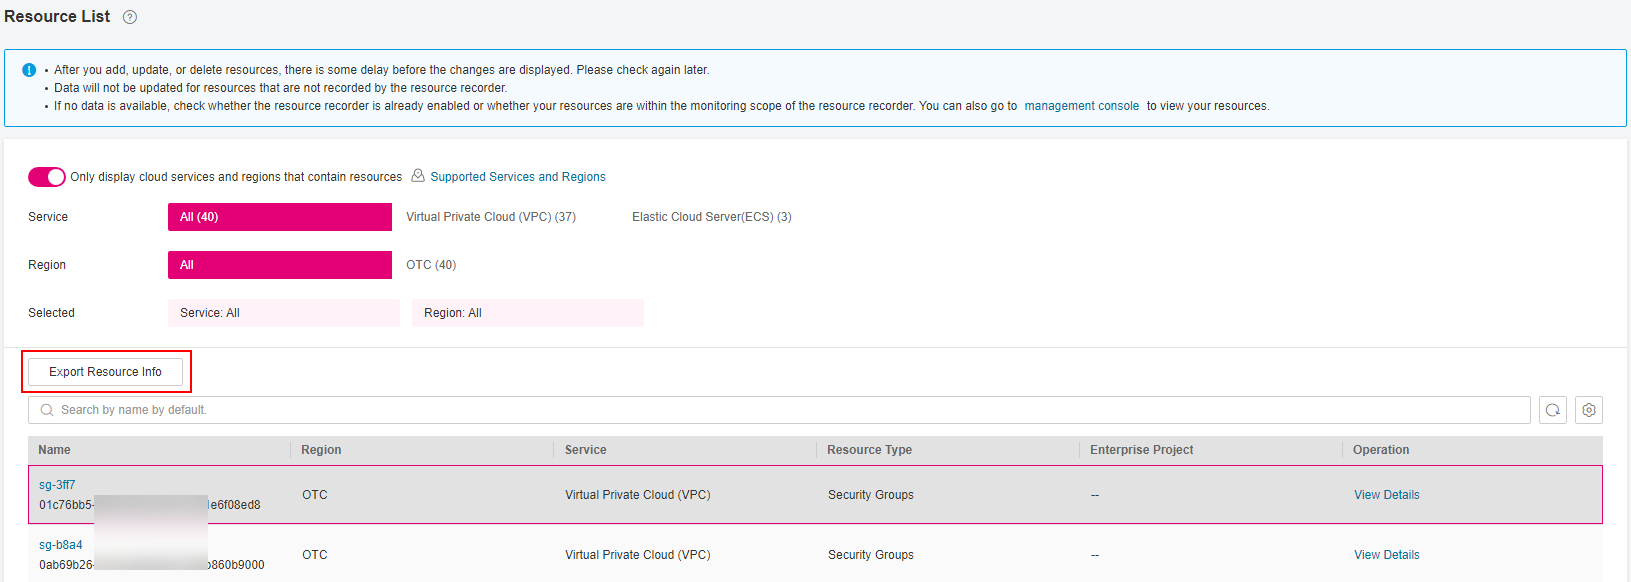 Resource List ?
• After you add, update, or delete resources, there is some delay before the changes are displayed. Please check again later.
• Data will not be updated for resources that are not recorded by the resource recorder.
• If no data is available, check whether the resource recorder is already enabled or whether your resources are within the monitoring scope of the resource recorder. You can also go to management console to view your resources.
Only display cloud services and regions that contain resources Supported Services and Regions
Service All (40) Virtual Private Cloud (VPC) (37) Elastic Cloud Server(ECS) (3)
Region All OTC (40)
Selected Service: All Region: All
Export Resource Info
Search by name by default.
Name Region Service Resource Type Enterprise Project Operation
sg-3ff7
01c76bb5- e6f08ed8 OTC Virtual Private Cloud (VPC) Security Groups -- View Details
sg-b8a4
0ab69b26- 860b9000 OTC Virtual Private Cloud (VPC) Security Groups -- View Details